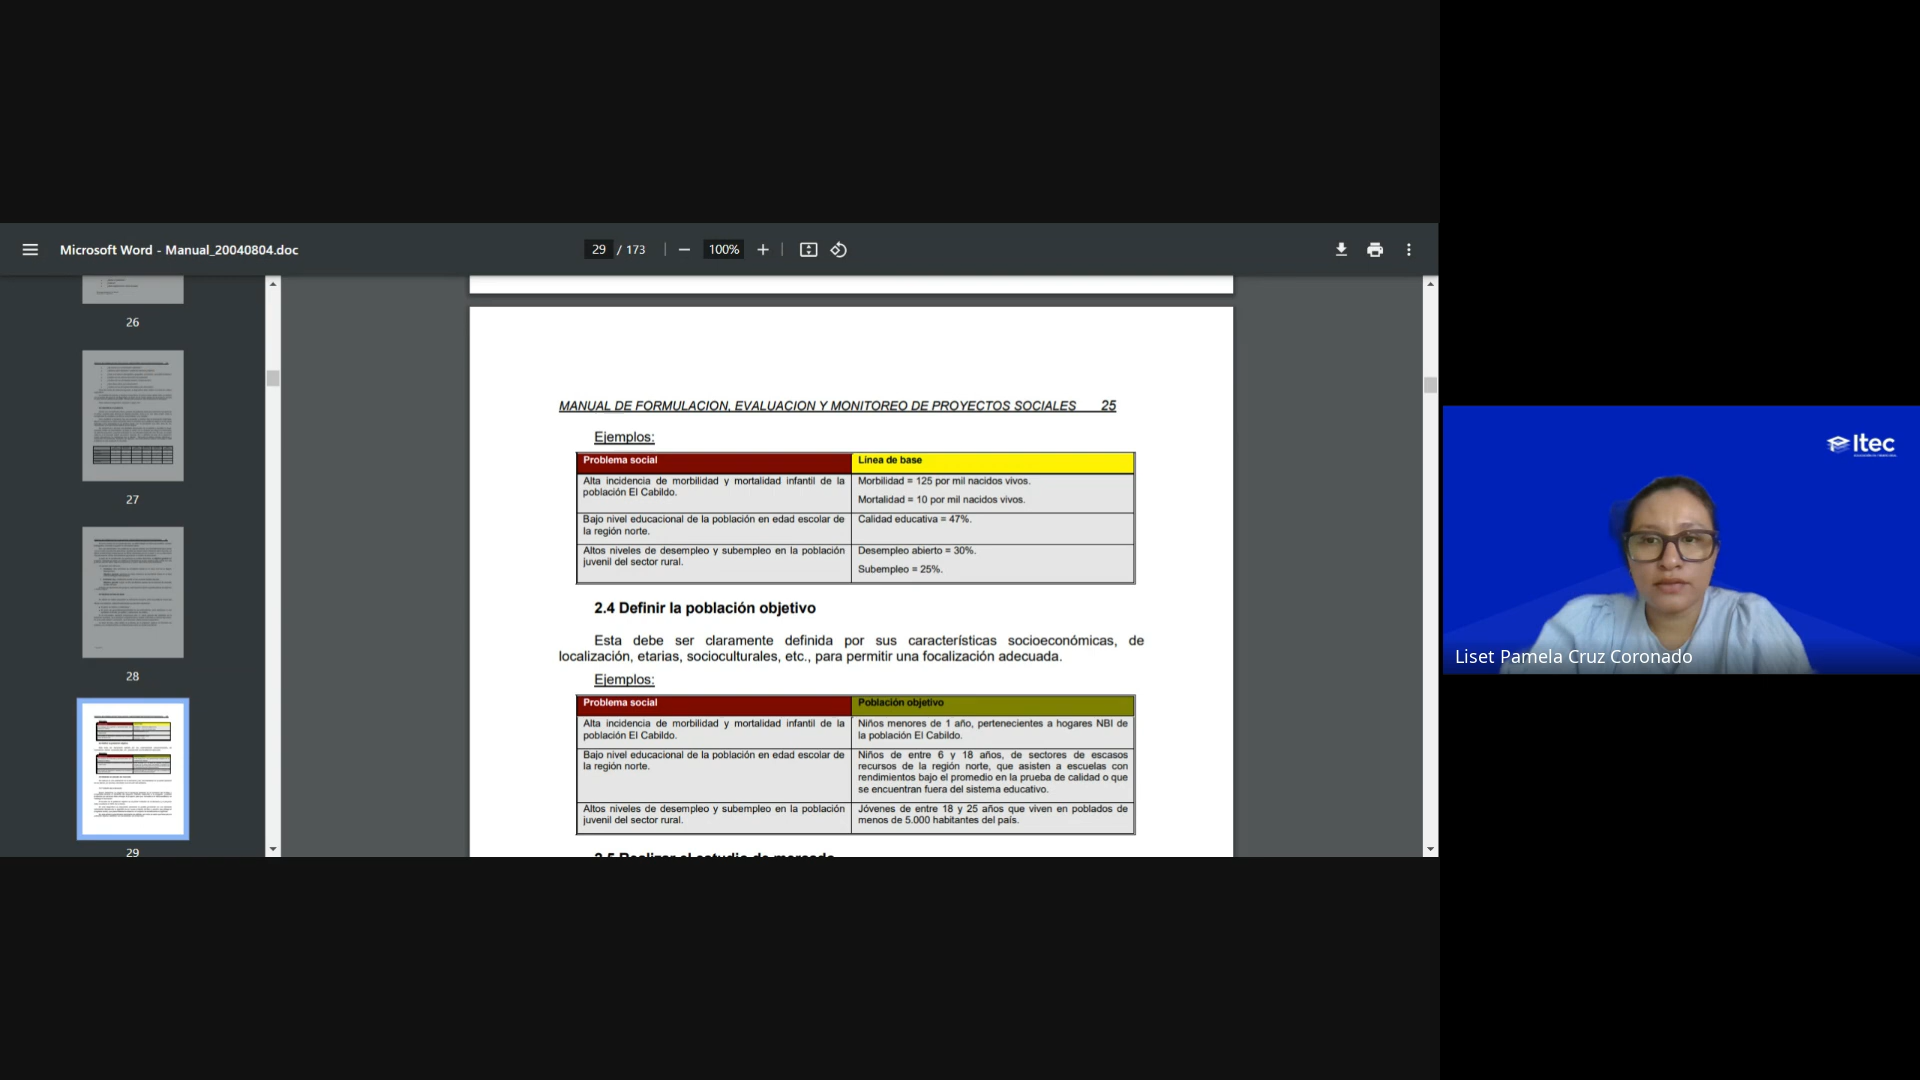 Microsoft Word - Manual_20040804.doc
29 / 173
100%
26
27
28
29
MANUAL DE FORMULACION, EVALUACION Y MONITOREO DE PROYECTOS SOCIALES 25
Ejemplos:
Problema social
Línea de base
Alta incidencia de morbilidad y mortalidad infantil de la
población El Cabildo.
Morbilidad = 125 por mil nacidos vivos.
Mortalidad = 10 por mil nacidos vivos.
Bajo nivel educacional de la población en edad escolar de
la región norte.
Calidad educativa = 47%.
Altos niveles de desempleo y subempleo en la población
juvenil del sector rural.
Desempleo abierto = 30%.
Subempleo = 25%.
2.4 Definir la población objetivo
Esta debe ser claramente definida por sus características socioeconómicas, de
localización, etarias, socioculturales, etc., para permitir una focalización adecuada.
Ejemplos:
Problema social
Población objetivo
Alta incidencia de morbilidad y mortalidad infantil de la
población El Cabildo.
Niños menores de 1 año, pertenecientes a hogares NBI de
la población El Cabildo.
Bajo nivel educacional de la población en edad escolar de
la región norte.
Niños de entre 6 y 18 años, de sectores de escasos
recursos de la región norte, que asisten a escuelas con
rendimientos bajo el promedio en la prueba de calidad o que
se encuentran fuera del sistema educativo.
Altos niveles de desempleo y subempleo en la población
juvenil del sector rural.
Jóvenes de entre 18 y 25 años que viven en poblados de
menos de 5.000 habitantes del país.
2.5 Realizar el estudio de mercado
Itec
Liset Pamela Cruz Coronado